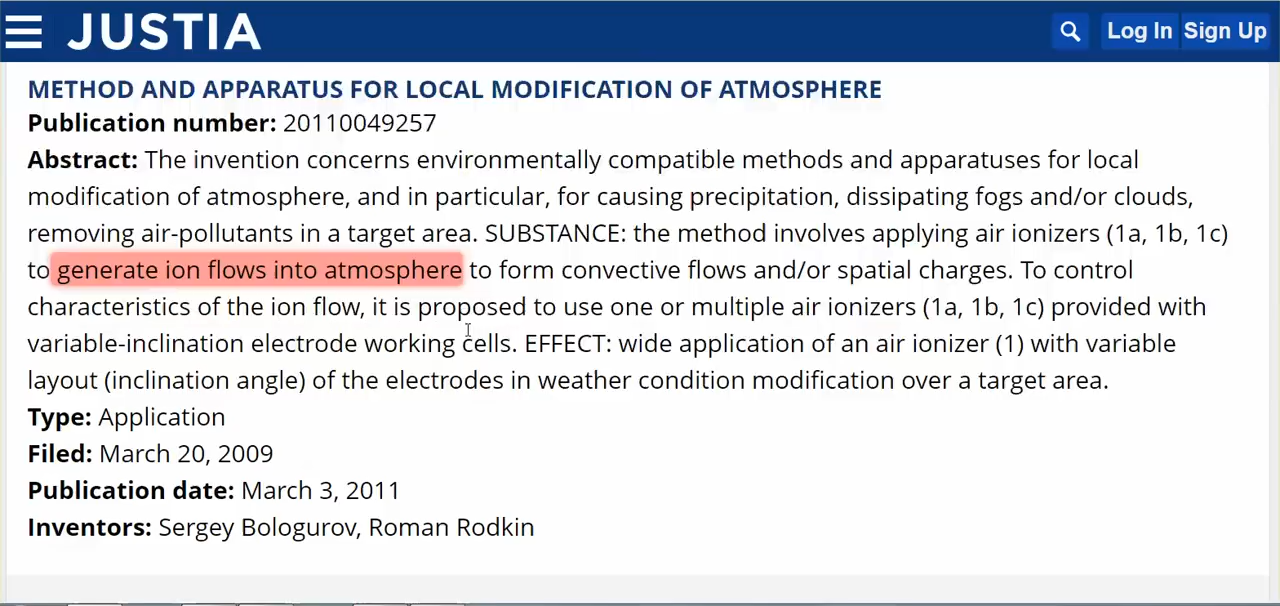 JUSTIA
Log In Sign Up
METHOD AND APPARATUS FOR LOCAL MODIFICATION OF ATMOSPHERE
Publication number: 20110049257
Abstract: The invention concerns environmentally compatible methods and apparatuses for local
modification of atmosphere, and in particular, for causing precipitation, dissipating fogs and/or clouds,
removing air-pollutants in a target area. SUBSTANCE: the method involves applying air ionizers (1a, 1b, 1c)
to generate ion flows into atmosphere to form convective flows and/or spatial charges. To control
characteristics of the ion flow, it is proposed to use one or multiple air ionizers (1a, 1b, 1c) provided with
variable-inclination electrode working cells. EFFECT: wide application of an air ionizer (1) with variable
layout (inclination angle) of the electrodes in weather condition modification over a target area.
Type: Application
Filed: March 20, 2009
Publication date: March 3, 2011
Inventors: Sergey Bologurov, Roman Rodkin